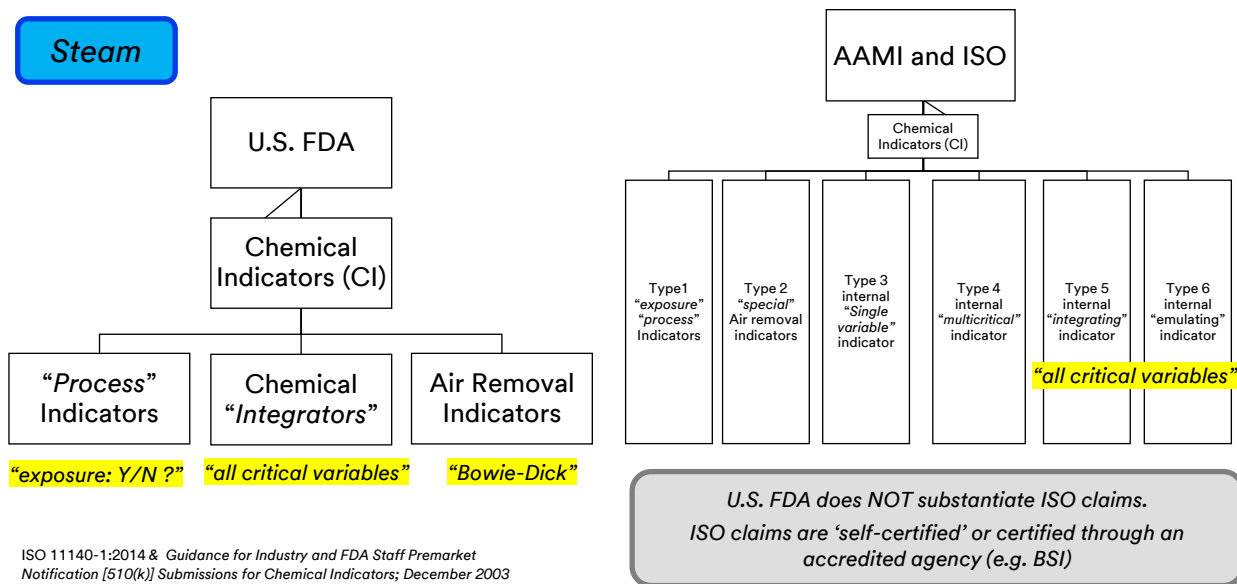 Steam
U.S. FDA
Chemical
Indicators (CI)
“Process”
Indicators
“exposure: Y/N ?”
Chemical
“Integrators”
“all critical variables”
Air Removal
Indicators
“Bowie-Dick”
ISO 11140-1:2014 & Guidance for Industry and FDA Staff Premarket
Notification [510(k)] Submissions for Chemical Indicators; December 2003
AAMI and ISO
Chemical
Indicators (CI)
Type1
“exposure”
“process”
Indicators
Type 2
“special”
Air removal
indicators
Type 3
internal
“Single
variable”
indicator
Type 4
internal
“multicritical”
indicator
Type 5
internal
“integrating”
indicator
Type 6
internal
“emulating”
indicator
“all critical variables”
U.S. FDA does NOT substantiate ISO claims.
ISO claims are ‘self-certified’ or certified through an
accredited agency (e.g. BSI)